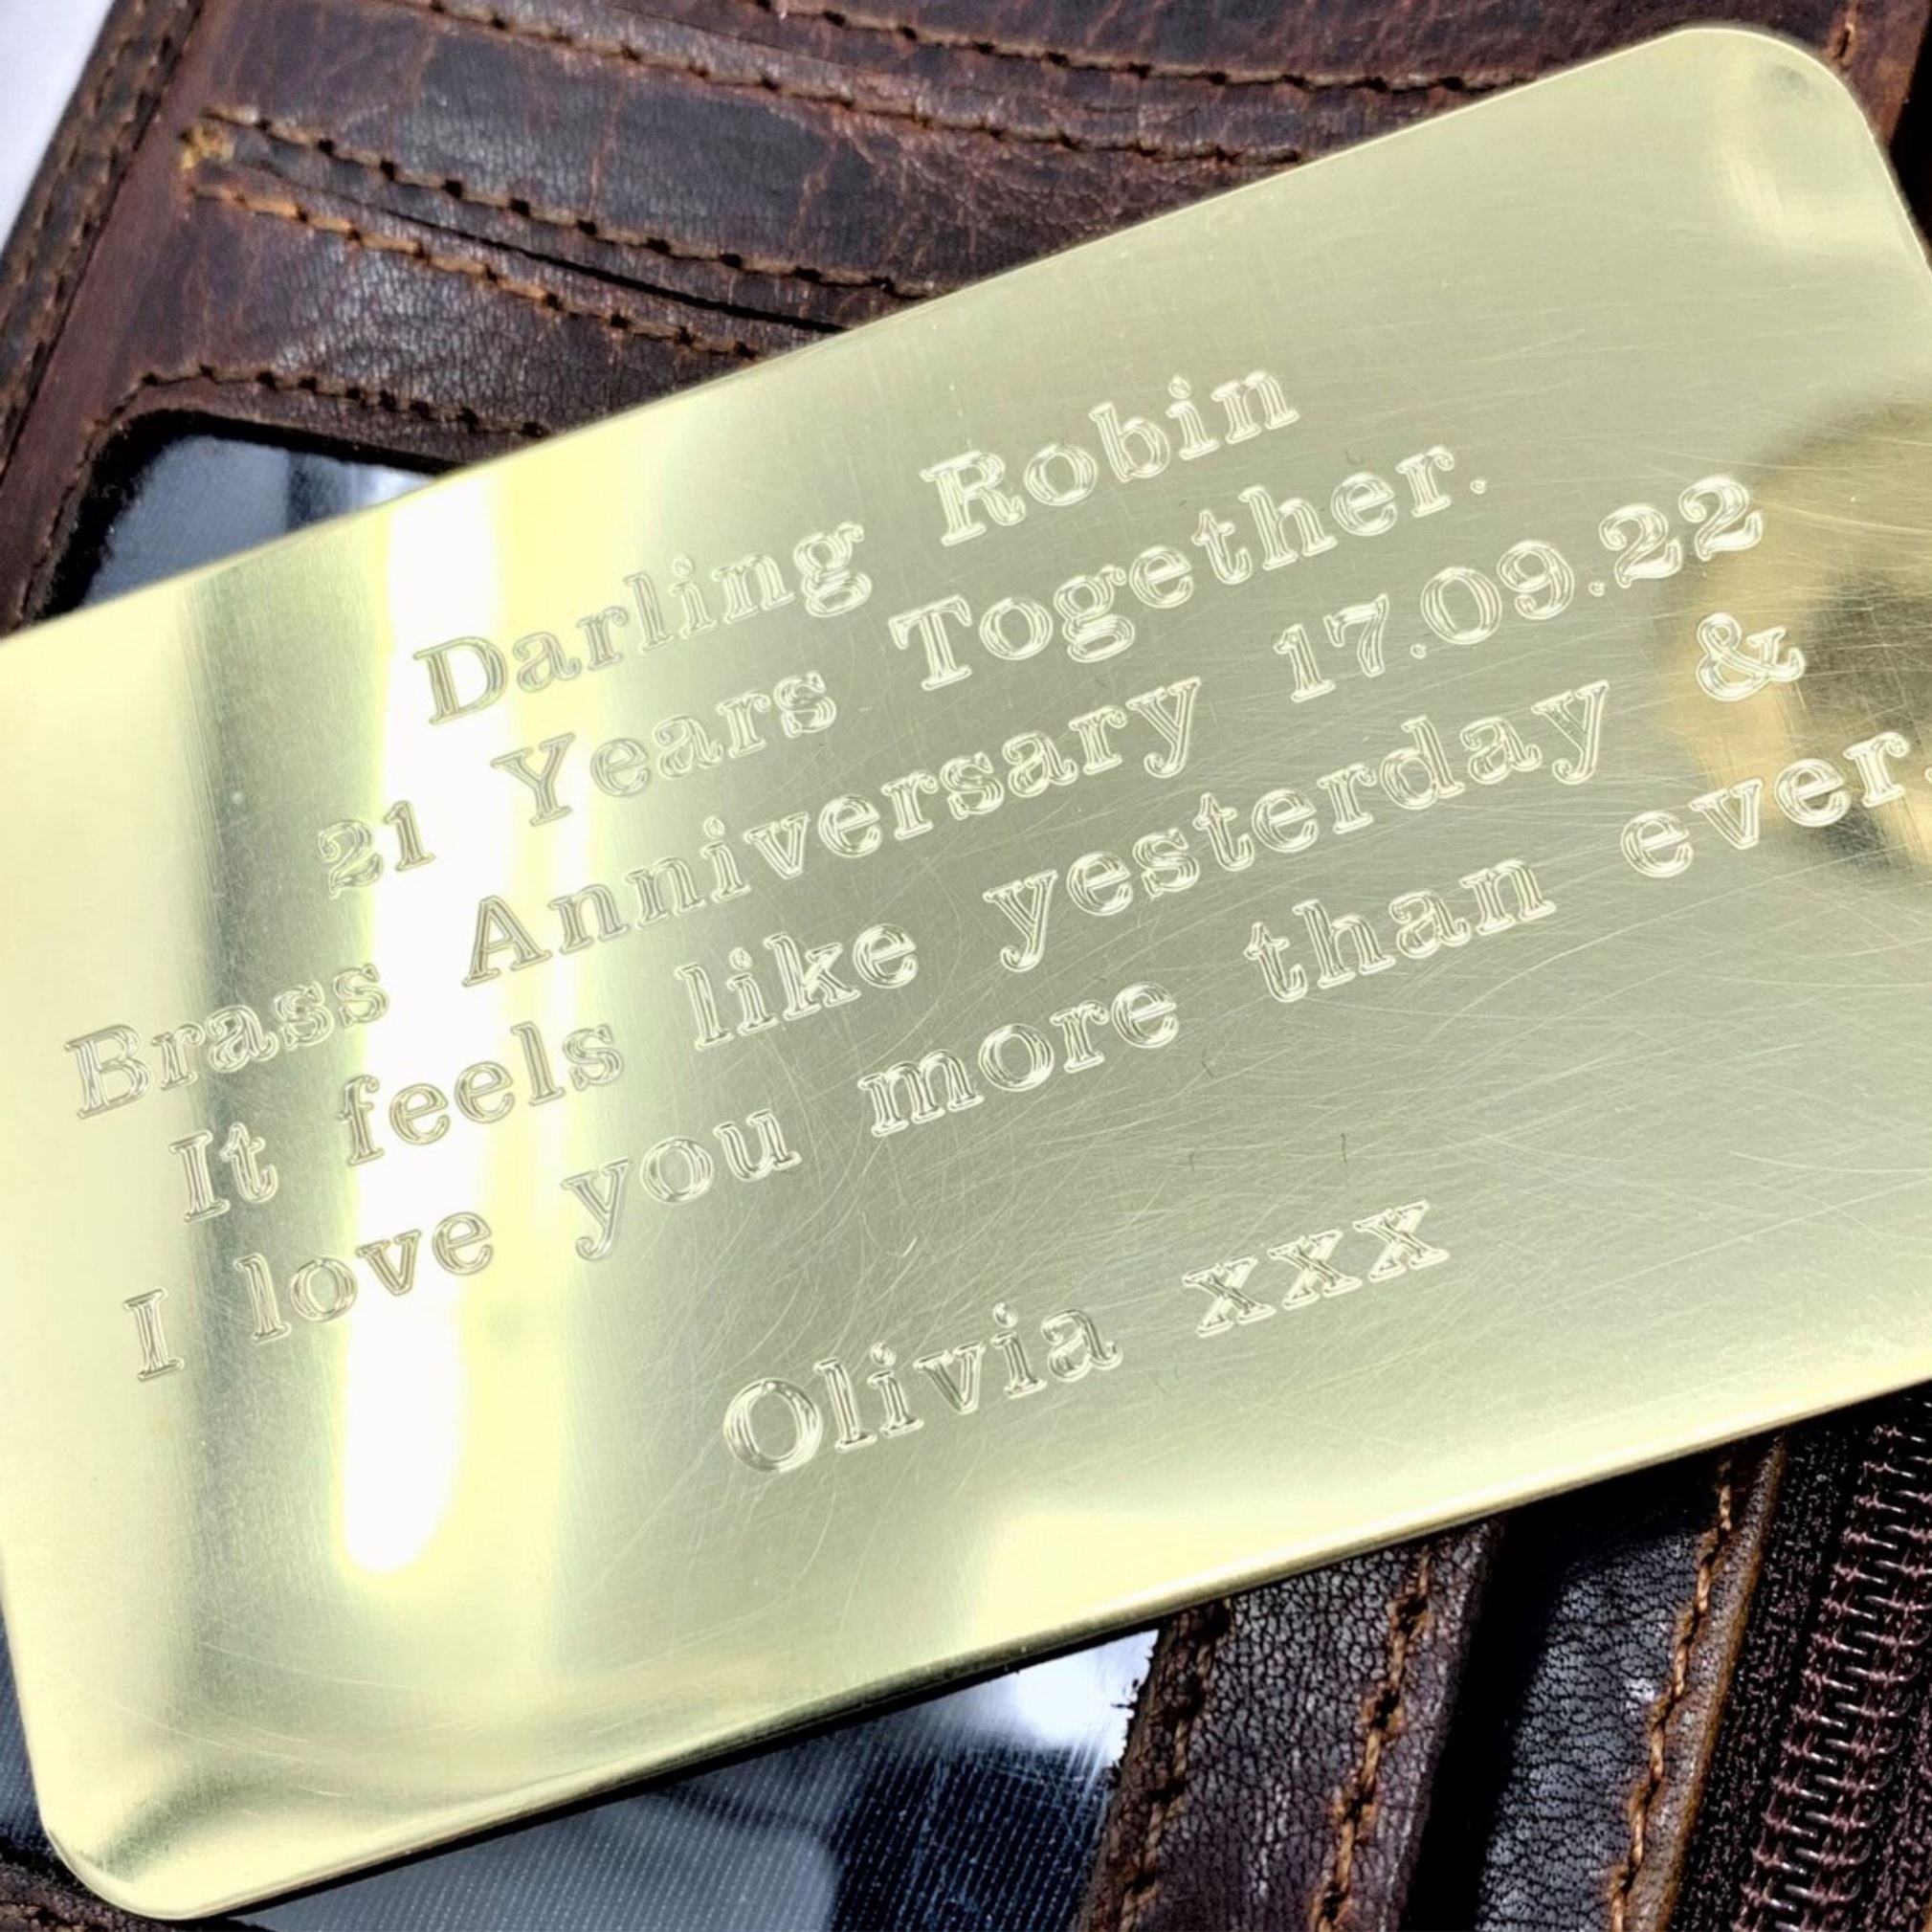 Darling Robin
21 Years Together.
Brass Anniversary 17.09.22
It feels like yesterday &
I love you more than ever.
Olivia xxx